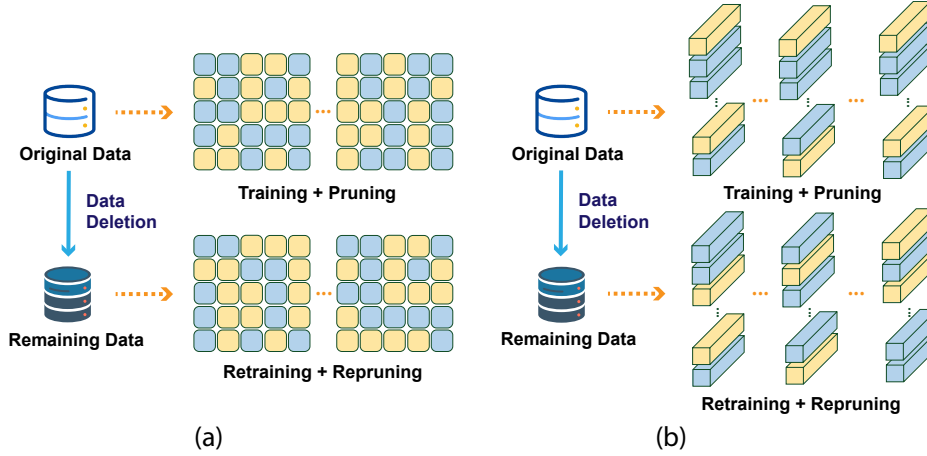 Original Data
Training + Pruning
Data
Deletion
Remaining Data
Retraining + Repruning
(a)
Original Data
Training + Pruning
Data
Deletion
Remaining Data
Retraining + Repruning
(b)